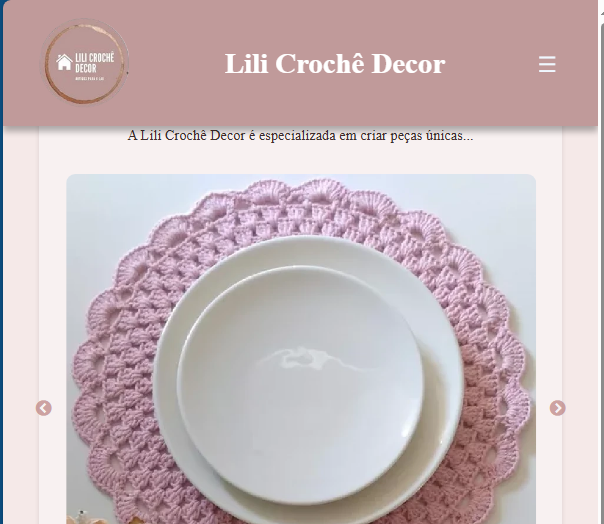 LILI CROCHÊ
DECOR
Lili Crochê Decor
A Lili Crochê Decor é especializada em criar peças únicas...